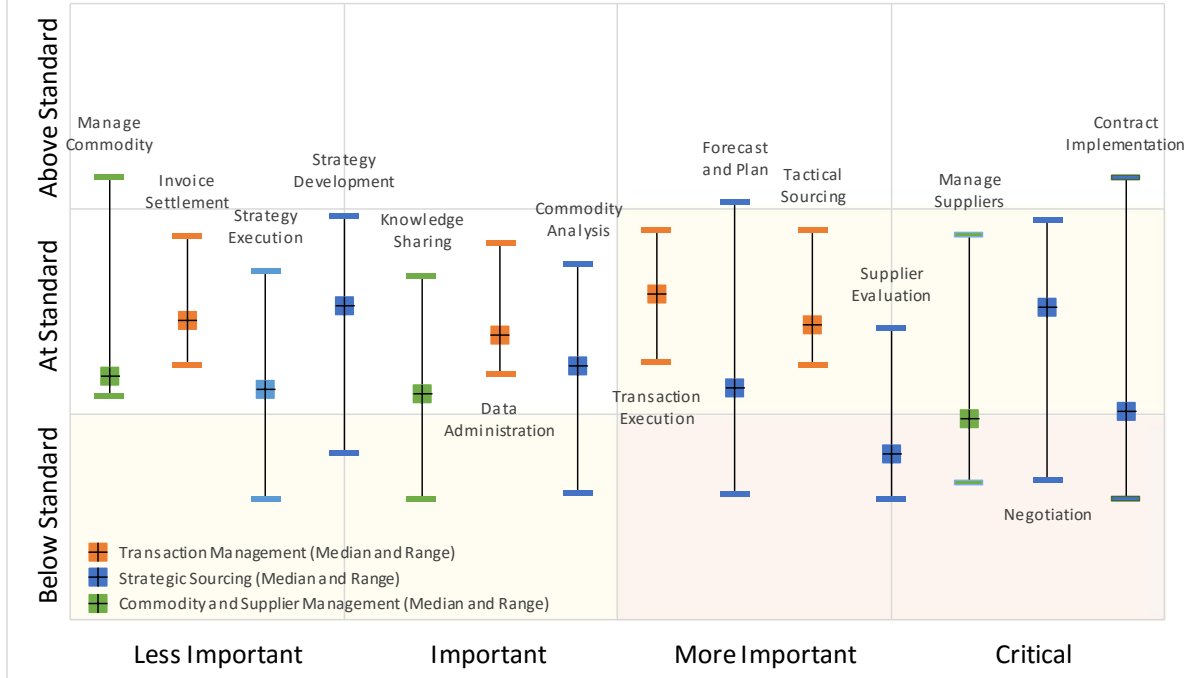 Above Standard
At Standard
Below Standard
Manage
Commodity
Invoice
Settlement
Strategy
Execution
Strategy
Development
Knowledge
Sharing
Data
Administration
Commodity
Analysis
Transaction
Execution
Forecast
and Plan
Tactical
Sourcing
Supplier
Evaluation
Manage
Suppliers
Negotiation
Contract
Implementation
Transaction Management (Median and Range)
Strategic Sourcing (Median and Range)
Commodity and Supplier Management (Median and Range)
Less Important
Important
More Important
Critical